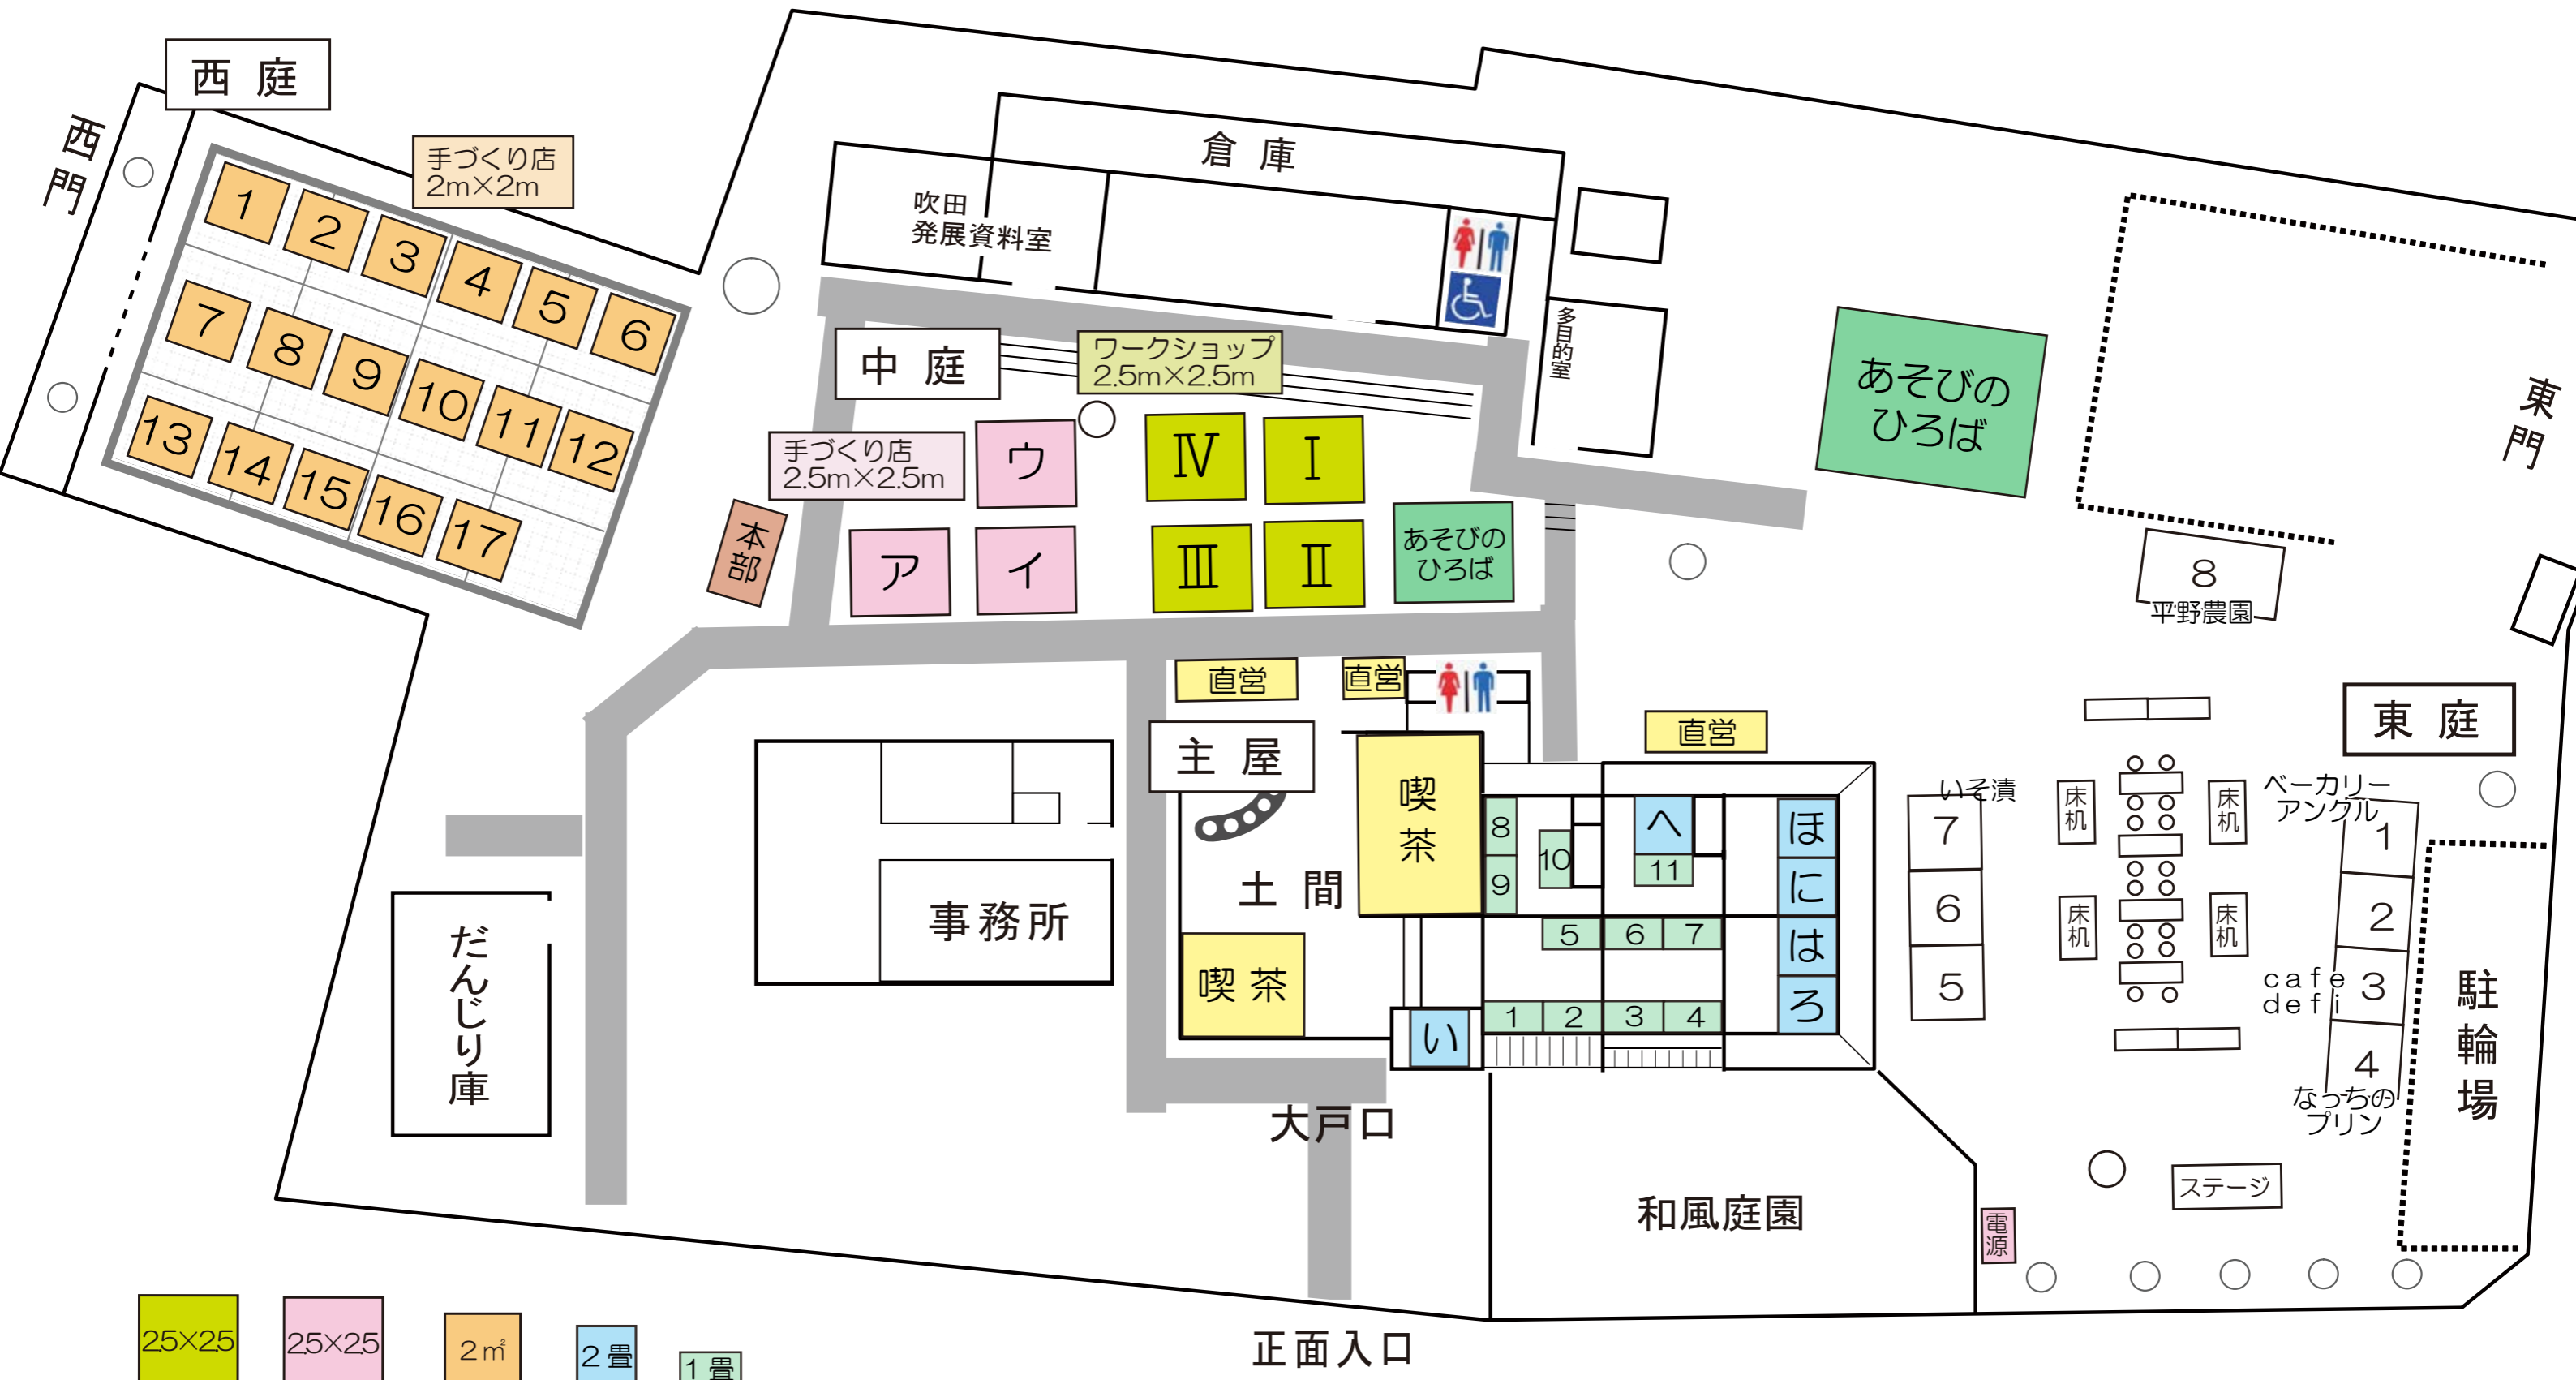 西庭
西門
手づくり店
2m×2m
1
2
3
4
5
6
7
8
9
10
11
12
13
14
15
16
17
倉庫
吹田
発展資料室
多目的室
中庭
ワークショップ
2.5m×2.5m
手づくり店
2.5m×2.5m
ウ
ア
イ
Ⅳ
Ⅰ
Ⅲ
Ⅱ
あそびの
ひろば
本部
あそびの
ひろば
東門
8
平野農園
東庭
直営
直営
直営
主屋
喫茶
土間
喫茶
事務所
だんじり庫
8
9
10
へ
11
5
6
7
1
2
3
4
い
ほ
に
は
ろ
いそ漬
7
6
5
床机
床机
床机
床机
ベーカリー
アンクル
1
2
cafe
defi
3
4
なっちの
プリン
駐輪場
ステージ
電源
大戸口
和風庭園
正面入口
25×25
25×25
2㎡
2畳
1畳